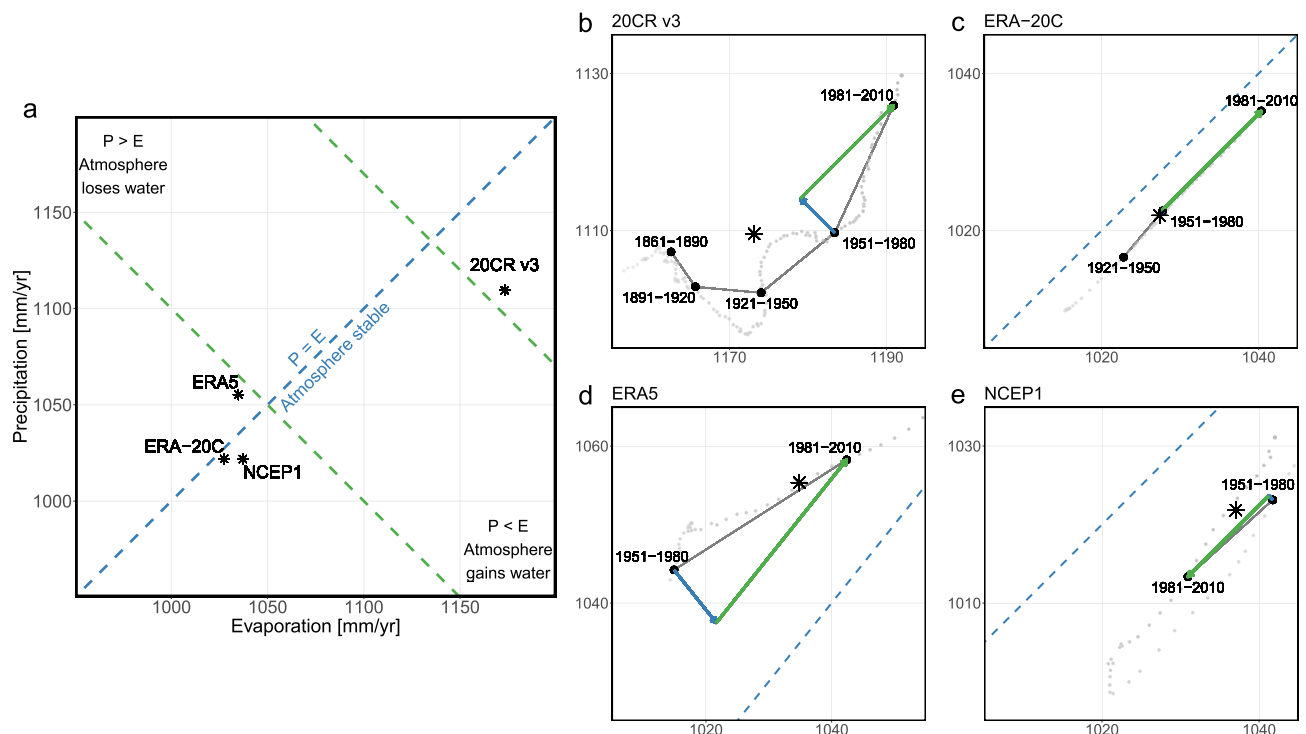 a
P > E
Atmosphere
loses water
P = E
Atmosphere stable
20CR v3
ERA5
ERA−20C
NCEP1
P < E
Atmosphere
gains water
Precipitation [mm/yr]
1150
1100
1050
1000
1000
1050
1100
1150
Evaporation [mm/yr]
b
20CR v3
1130
1110
1981−2010
1861−1890
1951−1980
1891−1920
1921−1950
1170
1190
c
ERA−20C
1040
1020
1981−2010
1951−1980
1921−1950
1020
1040
d
ERA5
1060
1040
1981−2010
1951−1980
1020
1040
e
NCEP1
1030
1010
1951−1980
1981−2010
1020
1040